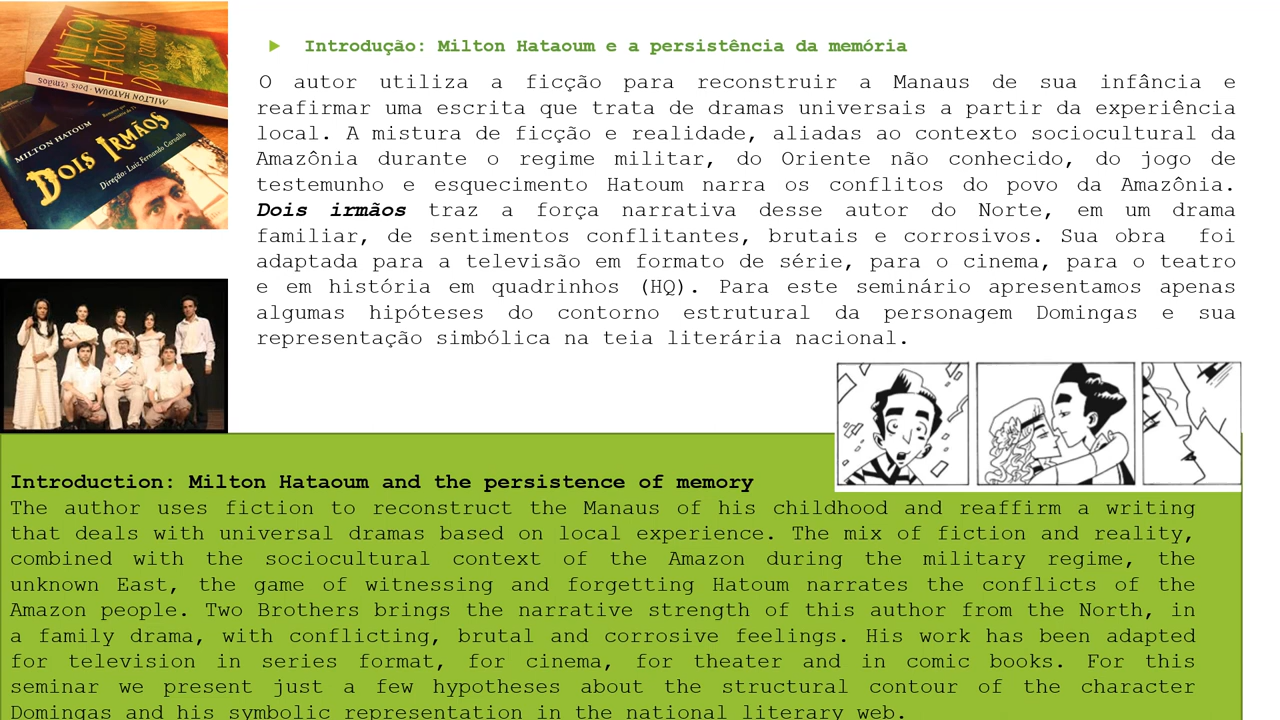 MILTON
HATOUM
DOIS IRMÃOS
MILTON HATOUM
DOIS IRMÃOS
Direção: Luiz Fernando Carvalho
Introdução: Milton Hataoum e a persistência da memória
O autor utiliza a ficção para reconstruir a Manaus de sua infância e
reafirmar uma escrita que trata de dramas universais a partir da experiência
local. A mistura de ficção e realidade, aliadas ao contexto sociocultural da
Amazônia durante o regime militar, do Oriente não conhecido, do jogo de
testemunho e esquecimento Hatoum narra os conflitos do povo da Amazônia.
Dois irmãos traz a força narrativa desse autor do Norte, em um drama
familiar, de sentimentos conflitantes, brutais e corrosivos. Sua obra foi
adaptada para a televisão em formato de série, para o cinema, para o teatro
e em história em quadrinhos (HQ). Para este seminário apresentamos apenas
algumas hipóteses do contorno estrutural da personagem Domingas e sua
representação simbólica na teia literária nacional.
Introduction: Milton Hataoum and the persistence of memory
The author uses fiction to reconstruct the Manaus of his childhood and reaffirm a writing
that deals with universal dramas based on local experience. The mix of fiction and reality,
combined with the sociocultural context of the Amazon during the military regime, the
unknown East, the game of witnessing and forgetting Hatoum narrates the conflicts of the
Amazon people. Two Brothers brings the narrative strength of this author from the North, in
a family drama, with conflicting, brutal and corrosive feelings. His work has been adapted
for television in series format, for cinema, for theater and in comic books. For this
seminar we present just a few hypotheses about the structural contour of the character
Domingas and his symbolic representation in the national literary web.